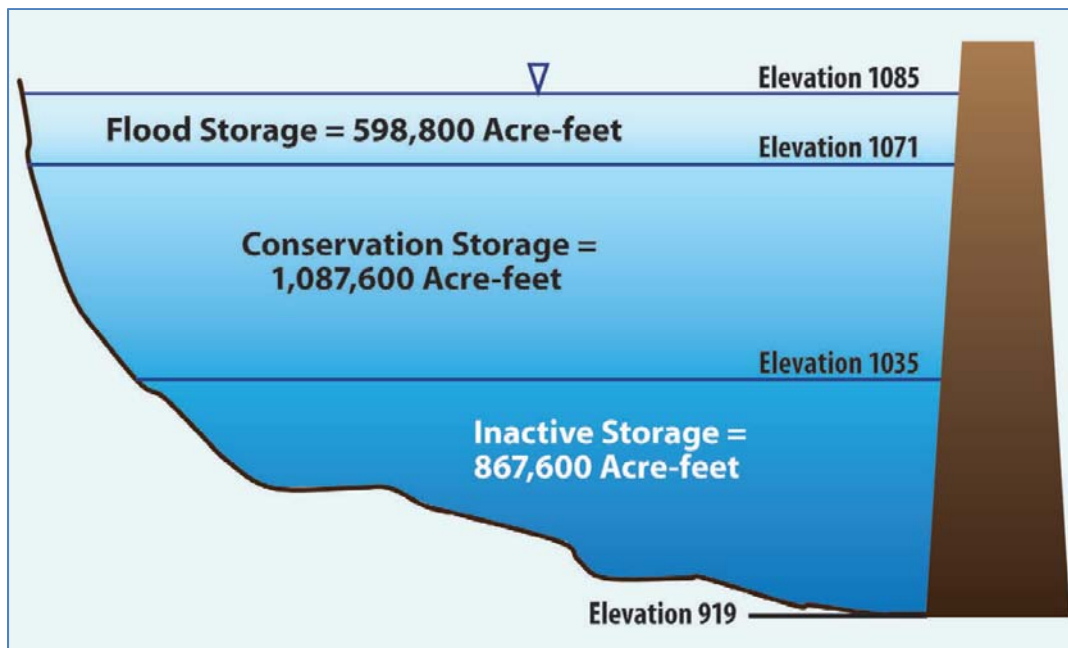 Elevation 1085
Flood Storage = 598,800 Acre-feet
Elevation 1071
Conservation Storage =
1,087,600 Acre-feet
Elevation 1035
Inactive Storage =
867,600 Acre-feet
Elevation 919